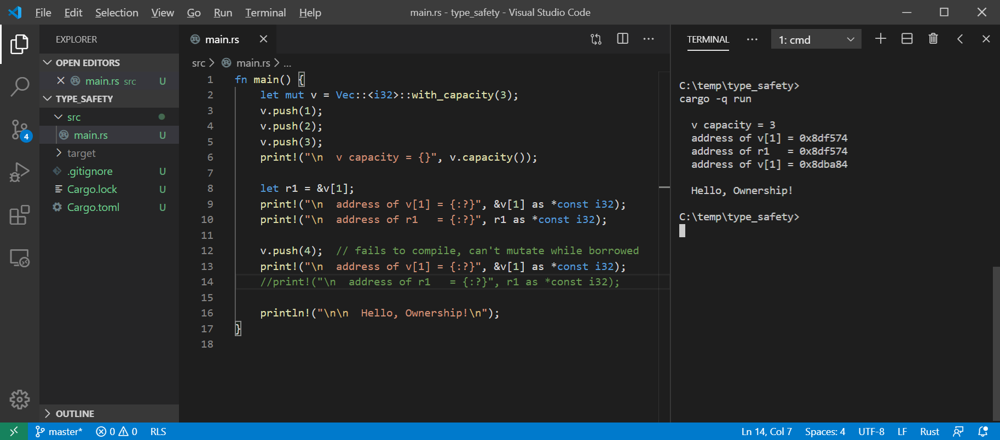 File Edit Selection View Go Run Terminal Help
main.rs - type_safety - Visual Studio Code
EXPLORER
OPEN EDITORS
main.rs src U
TYPE_SAFETY
src
main.rs U
target
.gitignore U
Cargo.lock U
Cargo.toml U
OUTLINE
4
main.rs
src > main.rs > ...
1 fn main() {
2 let mut v = Vec::<i32>::with_capacity(3);
3 v.push(1);
4 v.push(2);
5 v.push(3);
6 print!("\n  v capacity = {}", v.capacity());
7
8 let r1 = &v[1];
9 print!("\n  address of v[1] = {:?}", &v[1] as *const i32);
10 print!("\n  address of r1   = {:?}", r1 as *const i32);
11
12 v.push(4);  // fails to compile, can't mutate while borrowed
13 print!("\n  address of v[1] = {:?}", &v[1] as *const i32);
14 //print!("\n  address of r1   = {:?}", r1 as *const i32);
15
16 println!("\n\n  Hello, Ownership!\n");
17 }
18
TERMINAL
1: cmd
C:\temp\type_safety>
cargo -q run
v capacity = 3
address of v[1] = 0x8df574
address of r1   = 0x8df574
address of v[1] = 0x8dba84
Hello, Ownership!
C:\temp\type_safety>
master* 0 0 RLS
Ln 14, Col 7 Spaces: 4 UTF-8 LF Rust